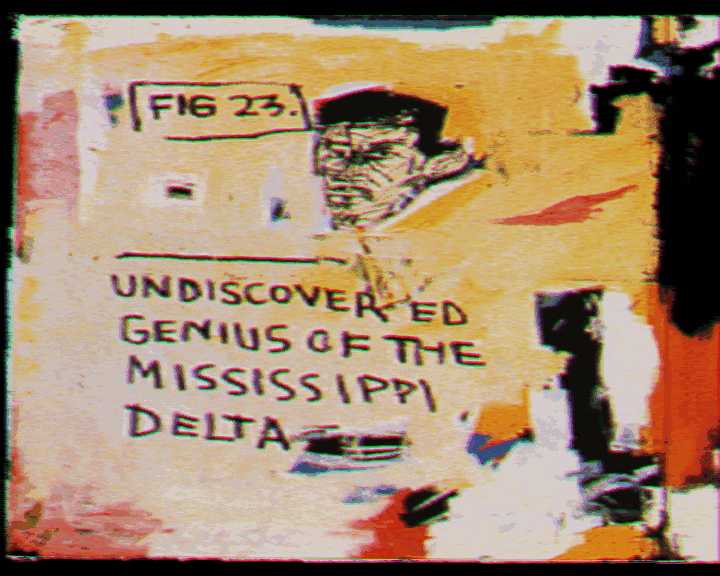 FIG 23.
UNDISCOVERED
GENIUS OF THE
MISSISSIPPI
DELTA